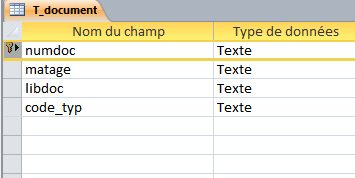 T_document
Nom du champ Type de données
numdoc Texte
matage Texte
libdoc Texte
code_typ Texte